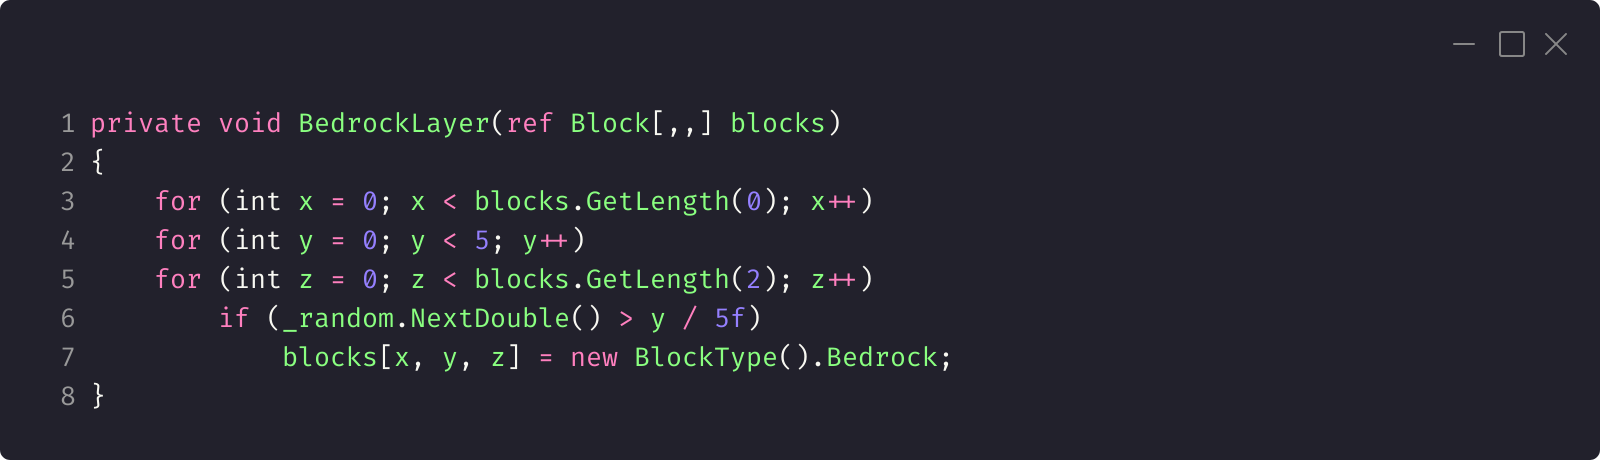 1 private void BedrockLayer(ref Block[,,] blocks)
2 {
3     for (int x = 0; x < blocks.GetLength(0); x++)
4     for (int y = 0; y < 5; y++)
5     for (int z = 0; z < blocks.GetLength(2); z++)
6         if (_random.NextDouble() > y / 5f)
7             blocks[x, y, z] = new BlockType().Bedrock;
8 }